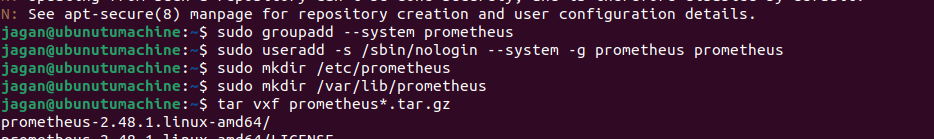 N: See apt-secure(8) manpage for repository creation and user configuration details.
jagan@ubunutumachine:~$ sudo groupadd --system prometheus
jagan@ubunutumachine:~$ sudo useradd -s /sbin/nologin --system -g prometheus prometheus
jagan@ubunutumachine:~$ sudo mkdir /etc/prometheus
jagan@ubunutumachine:~$ sudo mkdir /var/lib/prometheus
jagan@ubunutumachine:~$ tar vxf prometheus*.tar.gz
prometheus-2.48.1.linux-amd64/
prometheus-2.48.1.linux-amd64/LICENSE